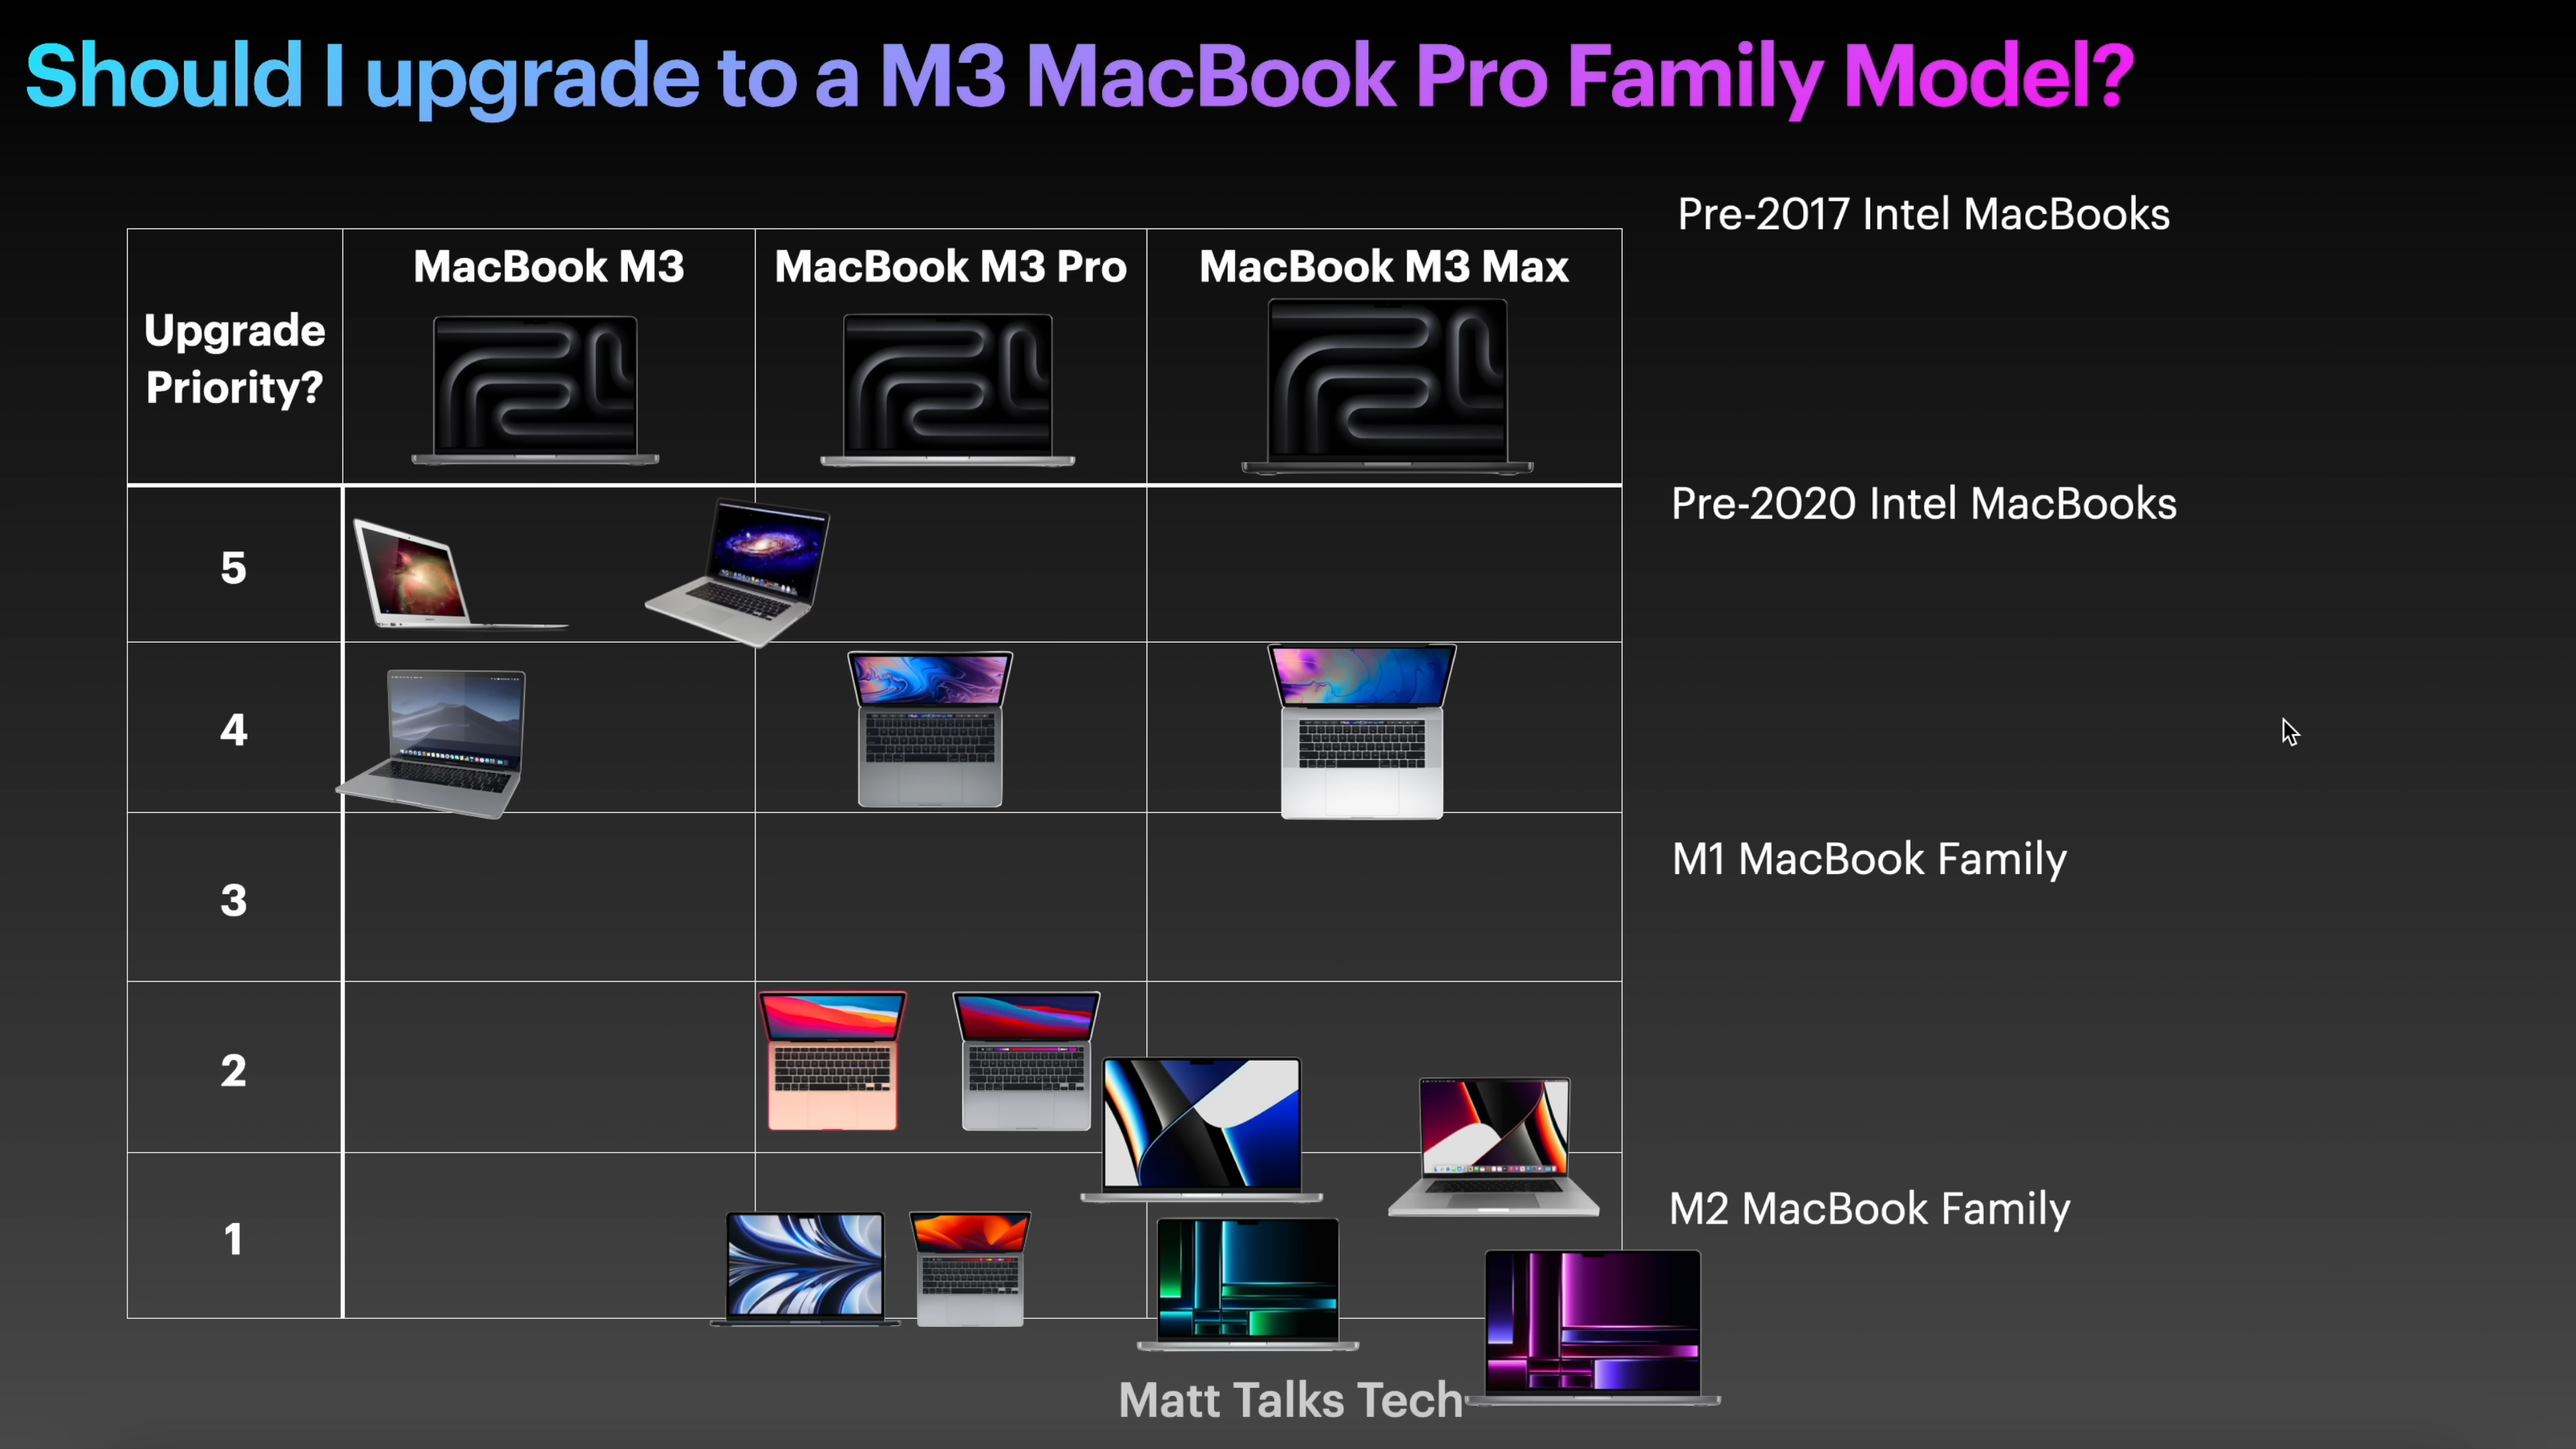 Should I upgrade to a M3 MacBook Pro Family Model?
Pre-2017 Intel MacBooks
Upgrade
Priority?
MacBook M3
MacBook M3 Pro
MacBook M3 Max
Pre-2020 Intel MacBooks
5
4
M1 MacBook Family
3
2
M2 MacBook Family
1
Matt Talks Tech